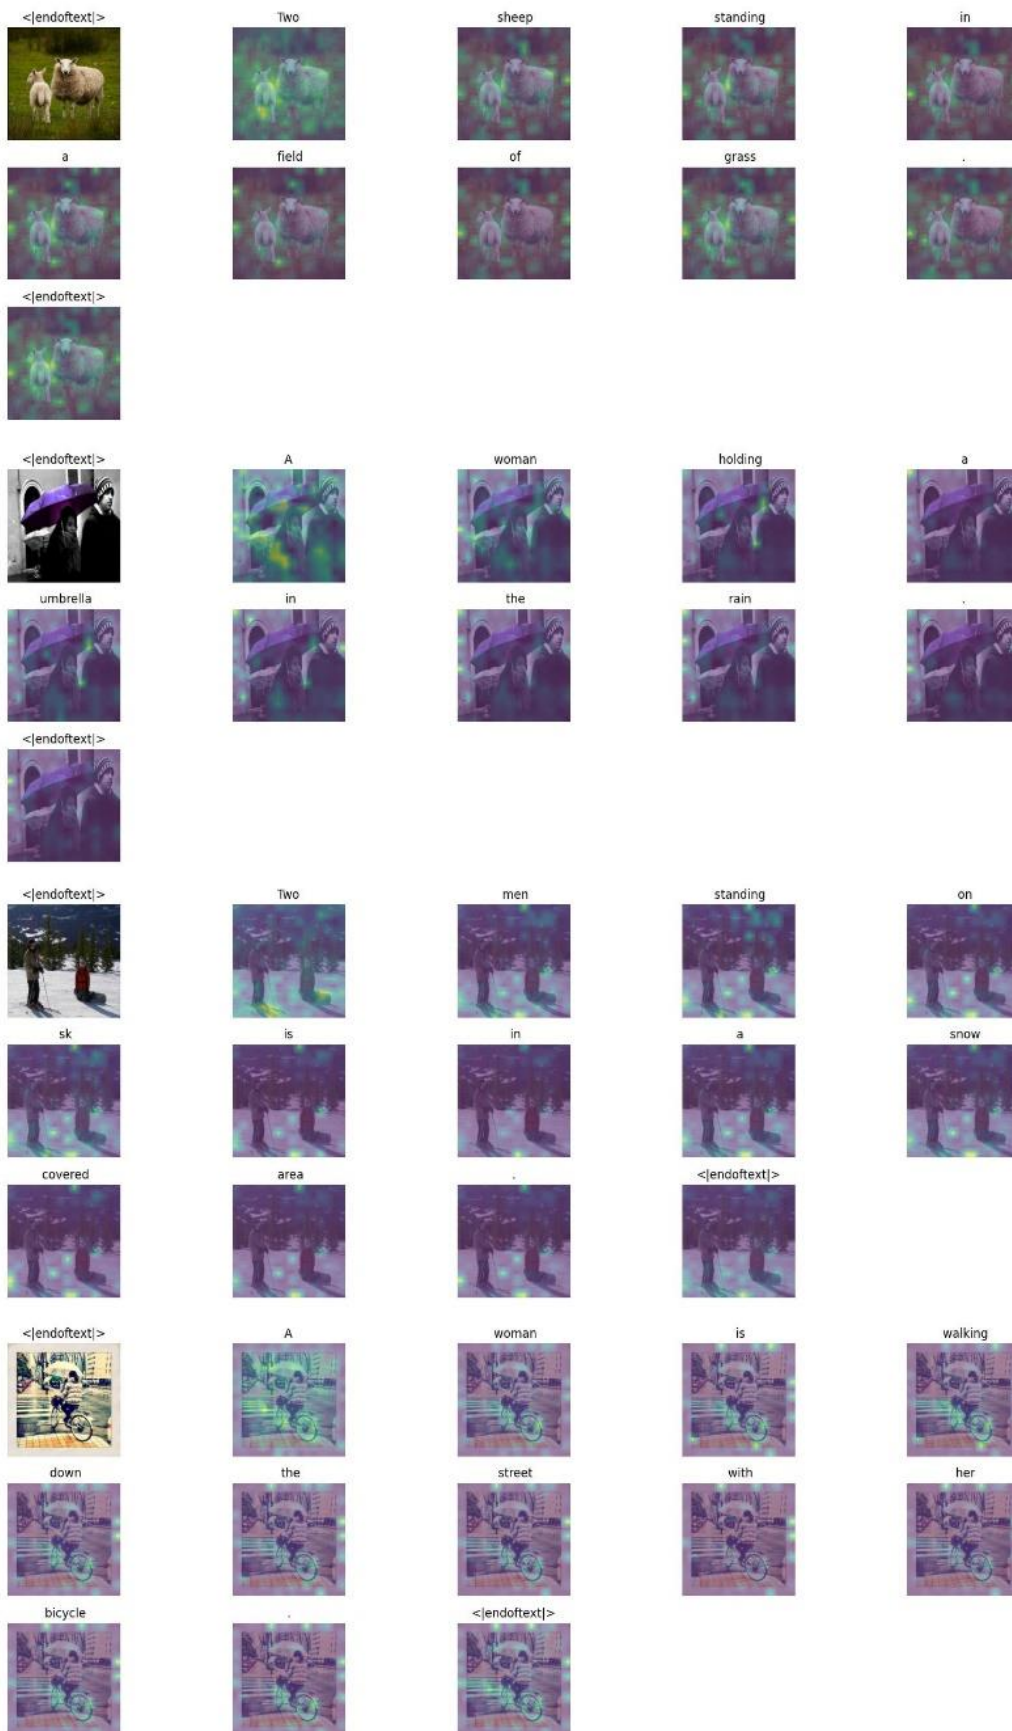 <|endoftext|> Two sheep standing in
a field of grass .
<|endoftext|>
<|endoftext|> A woman holding a
umbrella in the rain .
<|endoftext|>
<|endoftext|> Two men standing on
sk is in a snow
covered area . <|endoftext|>
<|endoftext|> A woman is walking
down the street with her
bicycle . <|endoftext|>